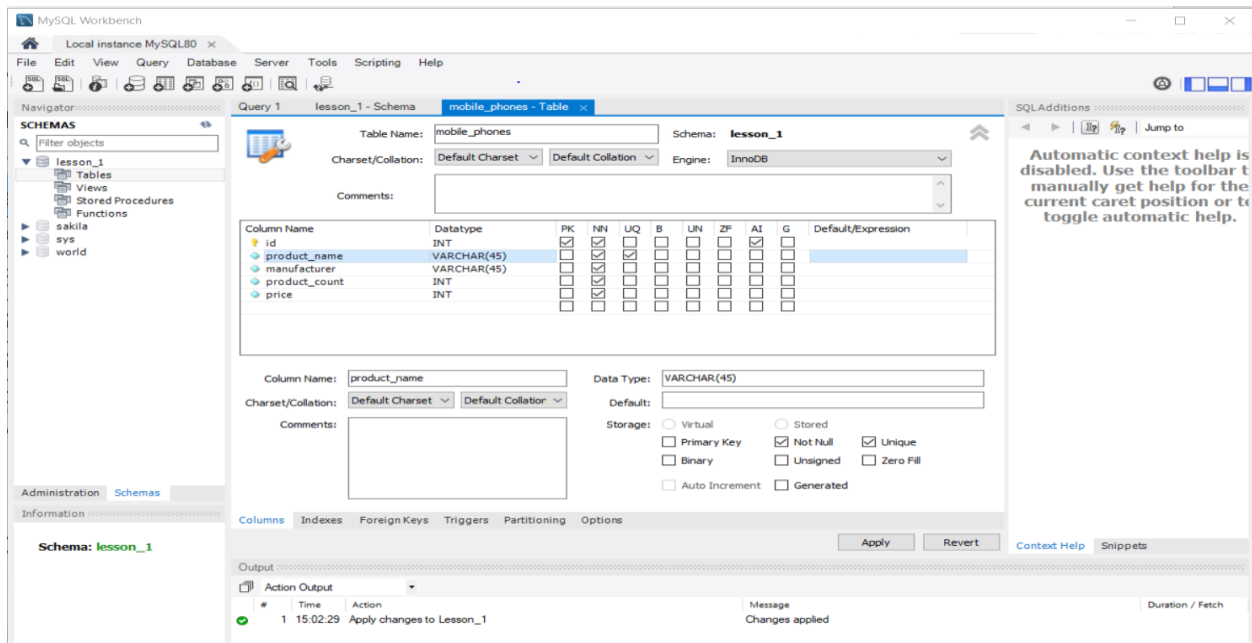 MySQL Workbench
Local instance MySQL80
File Edit View Query Database Server Tools Scripting Help
Navigator
SCHEMAS
Filter objects
lesson_1
Tables
Views
Stored Procedures
Functions
sakila
sys
world
Administration Schemas
Information
Schema: lesson_1
Query 1 lesson_1 - Schema mobile_phones - Table
Table Name: mobile_phones Schema: lesson_1
Charset/Collation: Default Charset Default Collation Engine: InnoDB
Comments:
Column Name Datatype PK NN UQ B UN ZF AI G Default/Expression
id INT
product_name VARCHAR(45)
manufacturer VARCHAR(45)
product_count INT
price INT
Column Name: product_name Data Type: VARCHAR(45)
Charset/Collation: Default Charset Default Collation Default:
Comments: Storage: Virtual Stored
Primary Key Not Null Unique
Binary Unsigned Zero Fill
Auto Increment Generated
Columns Indexes Foreign Keys Triggers Partitioning Options
Apply Revert
Output
Action Output
# Time Action Message Duration / Fetch
1 15:02:29 Apply changes to Lesson_1 Changes applied
SQLAdditions
Jump to
Automatic context help is
disabled. Use the toolbar t
manually get help for the
current caret position or to
toggle automatic help.
Context Help Snippets